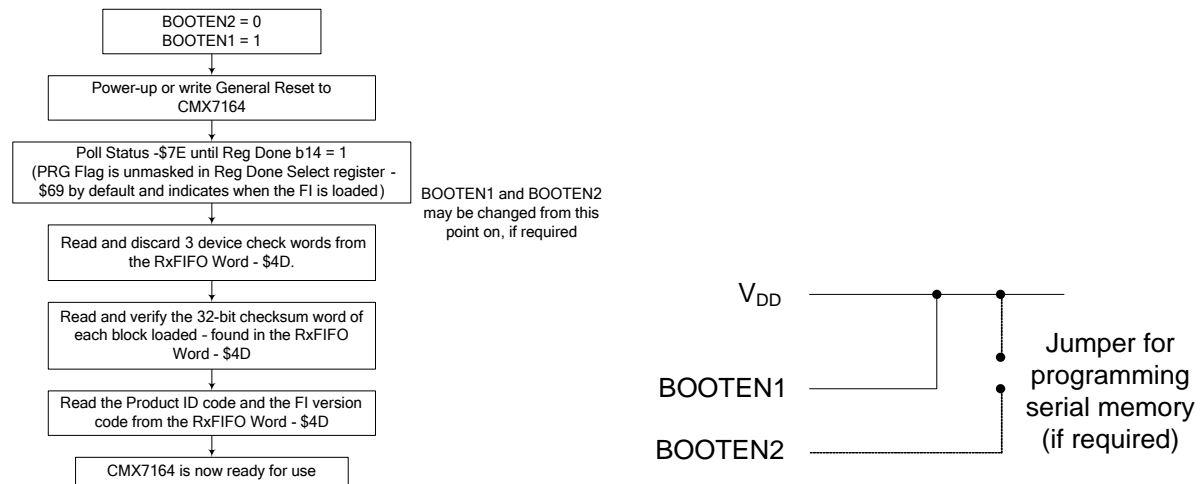 BOOTEN2 = 0
BOOTEN1 = 1
Power-up or write General Reset to
CMX7164
Poll Status -$7E until Reg Done b14 = 1
(PRG Flag is unmasked in Reg Done Select register -
$69 by default and indicates when the FI is loaded)
BOOTEN1 and BOOTEN2
may be changed from this
point on, if required
Read and discard 3 device check words from
the RxFIFO Word - $4D.
Read and verify the 32-bit checksum word of
each block loaded - found in the RxFIFO
Word - $4D
Read the Product ID code and the FI version
code from the RxFIFO Word - $4D
CMX7164 is now ready for use
VDD
BOOTEN1
BOOTEN2
Jumper for
programming
serial memory
(if required)